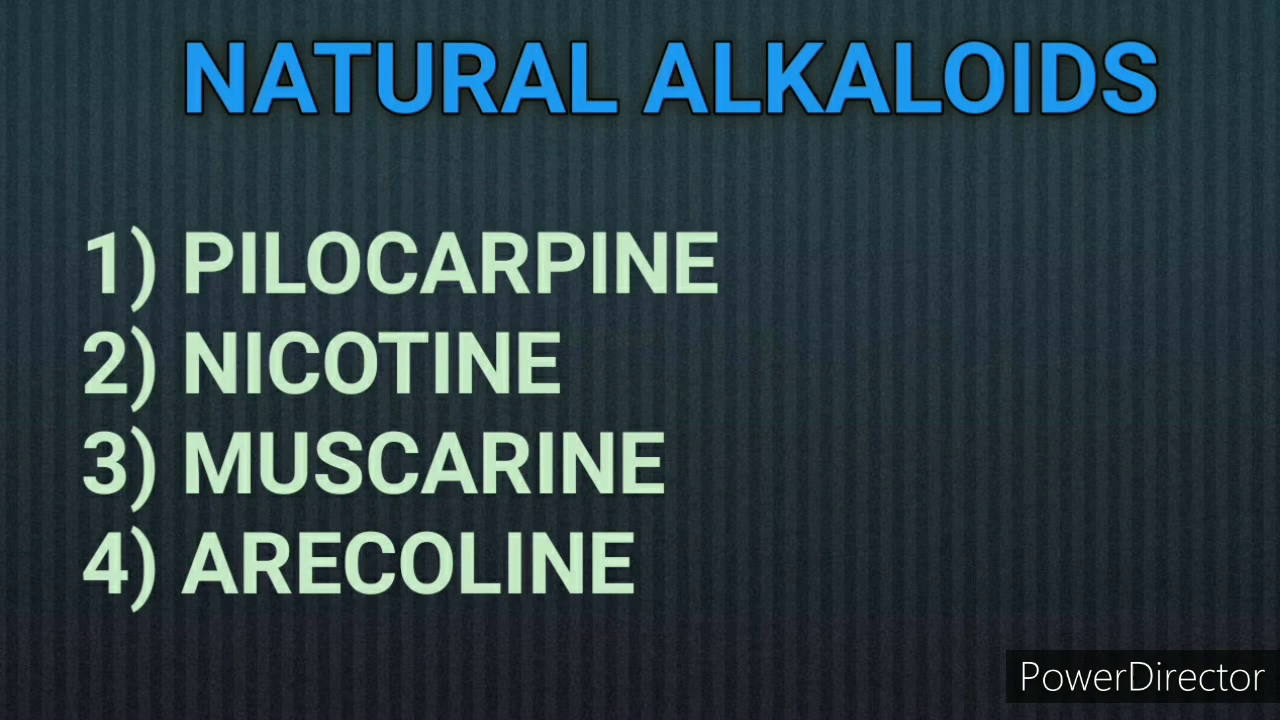 NATURAL ALKALOIDS
1) PILOCARPINE
2) NICOTINE
3) MUSCARINE
4) ARECOLINE
PowerDirector